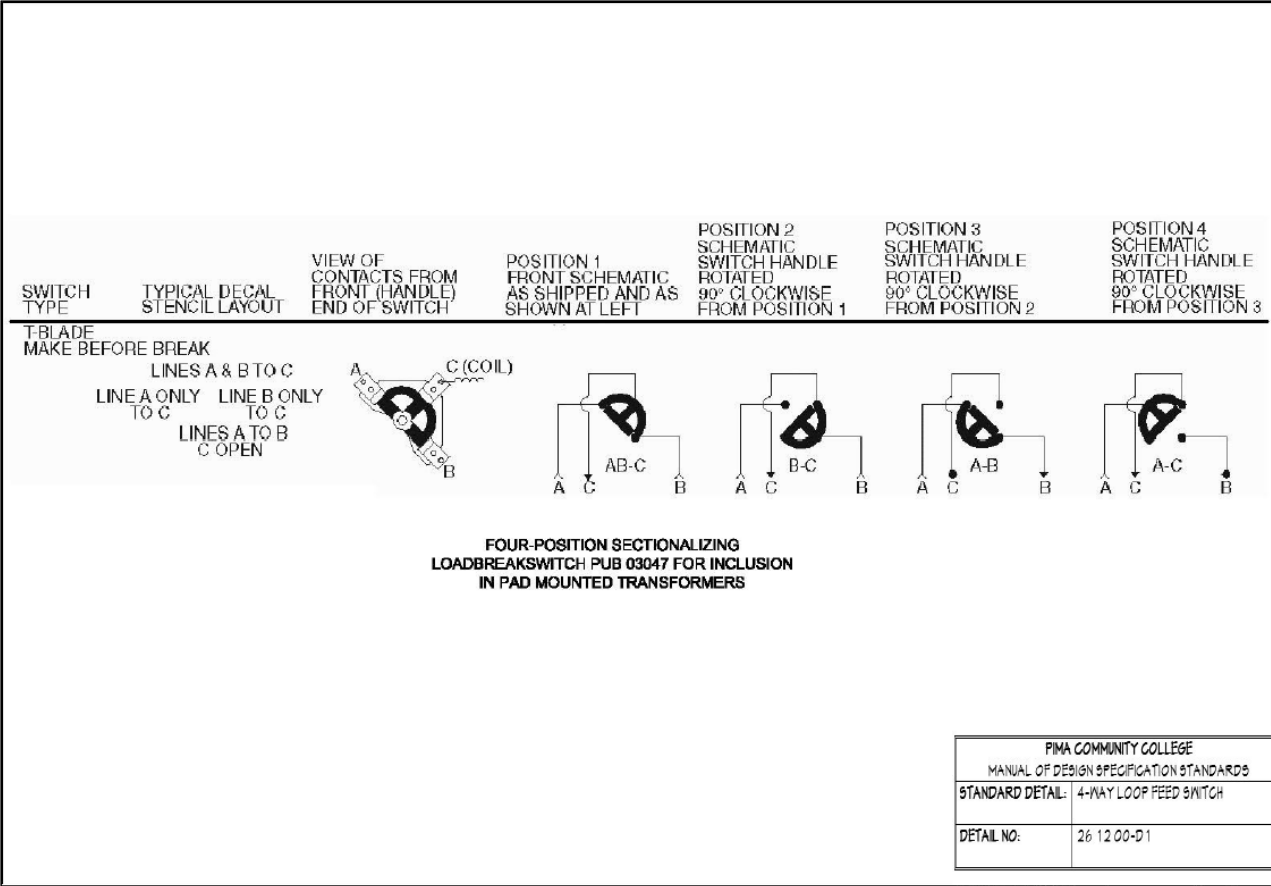 SWITCH
TYPE
TYPICAL DECAL
STENCIL LAYOUT
VIEW OF
CONTACTS FROM
FRONT (HANDLE)
END OF SWITCH
POSITION 1
FRONT SCHEMATIC
AS SHIPPED AND AS
SHOWN AT LEFT
POSITION 2
SCHEMATIC
SWITCH HANDLE
ROTATED
90° CLOCKWISE
FROM POSITION 1
POSITION 3
SCHEMATIC
SWITCH HANDLE
ROTATED
90° CLOCKWISE
FROM POSITION 2
POSITION 4
SCHEMATIC
SWITCH HANDLE
ROTATED
90° CLOCKWISE
FROM POSITION 3
T-BLADE
MAKE BEFORE BREAK
LINES A & B TO C
LINE A ONLY
TO C
LINE B ONLY
TO C
LINES A TO B
C OPEN
A
C (COIL)
B
AB-C
A C B
B-C
A C B
A-B
A C B
A-C
A C B
FOUR-POSITION SECTIONALIZING
LOADBREAKSWITCH PUB 03047 FOR INCLUSION
IN PAD MOUNTED TRANSFORMERS
PIMA COMMUNITY COLLEGE
MANUAL OF DESIGN SPECIFICATION STANDARDS
STANDARD DETAIL: 4-WAY LOOP FEED SWITCH
DETAIL NO: 26 12 00-D1